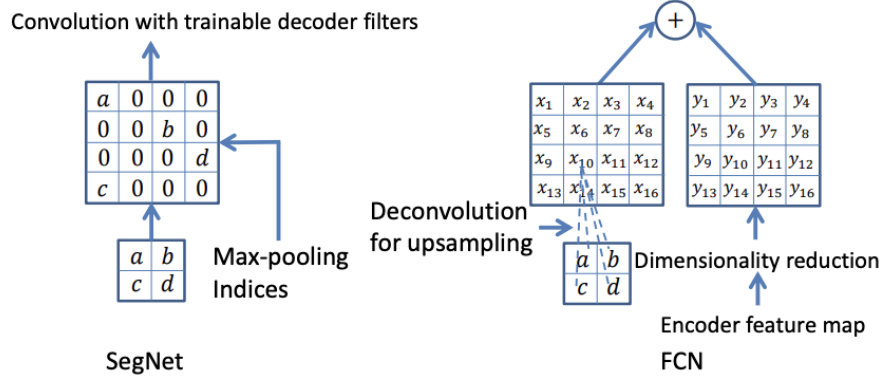 Convolution with trainable decoder filters
a 0 0 0
0 0 b 0
0 0 0 d
c 0 0 0
a b
c d
Max-pooling
Indices
SegNet
+
x₁ x₂ x₃ x₄
x₅ x₆ x₇ x₈
x₉ x₁₀ x₁₁ x₁₂
x₁₃ x₁₄ x₁₅ x₁₆
y₁ y₂ y₃ y₄
y₅ y₆ y₇ y₈
y₉ y₁₀ y₁₁ y₁₂
y₁₃ y₁₄ y₁₅ y₁₆
Deconvolution
for upsampling
a b
c d
Dimensionality reduction
Encoder feature map
FCN